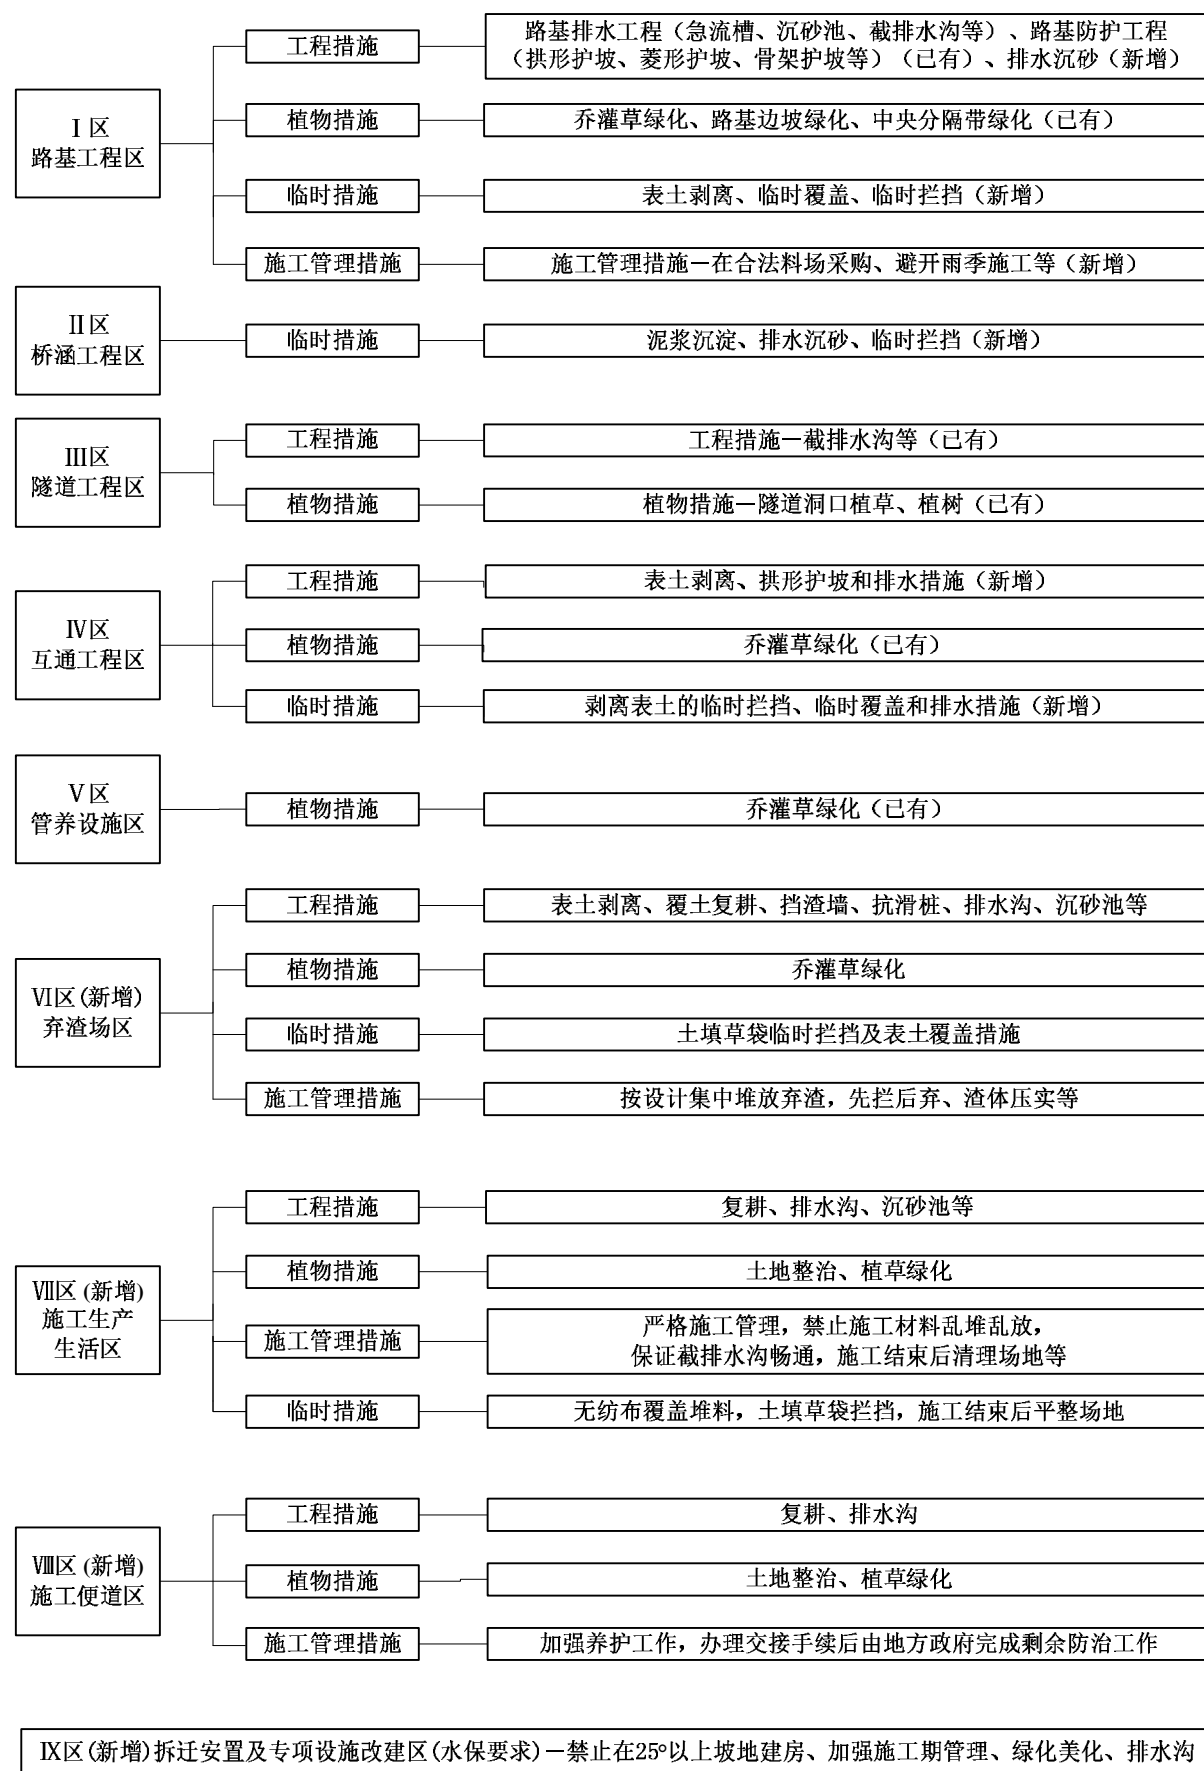 工程措施
路基排水工程（急流槽、沉砂池、截排水沟等）、路基防护工程
（拱形护坡、菱形护坡、骨架护坡等）（已有）、排水沉砂（新增）
Ⅰ区
路基工程区
植物措施
乔灌草绿化、路基边坡绿化、中央分隔带绿化（已有）
临时措施
表土剥离、临时覆盖、临时拦挡（新增）
施工管理措施
施工管理措施—在合法料场采购、避开雨季施工等（新增）
Ⅱ区
桥涵工程区
临时措施
泥浆沉淀、排水沉砂、临时拦挡（新增）
Ⅲ区
隧道工程区
工程措施
工程措施—截排水沟等（已有）
植物措施
植物措施—隧道洞口植草、植树（已有）
Ⅳ区
互通工程区
工程措施
表土剥离、拱形护坡和排水措施（新增）
植物措施
乔灌草绿化（已有）
临时措施
剥离表土的临时拦挡、临时覆盖和排水措施（新增）
Ⅴ区
管养设施区
植物措施
乔灌草绿化（已有）
Ⅵ区(新增)
弃渣场区
工程措施
表土剥离、覆土复耕、挡渣墙、抗滑桩、排水沟、沉砂池等
植物措施
乔灌草绿化
临时措施
土填草袋临时拦挡及表土覆盖措施
施工管理措施
按设计集中堆放弃渣，先拦后弃、渣体压实等
Ⅶ区(新增)
施工生产
生活区
工程措施
复耕、排水沟、沉砂池等
植物措施
土地整治、植草绿化
施工管理措施
严格施工管理，禁止施工材料乱堆乱放，
保证截排水沟畅通，施工结束后清理场地等
临时措施
无纺布覆盖堆料，土填草袋拦挡，施工结束后平整场地
Ⅷ区(新增)
施工便道区
工程措施
复耕、排水沟
植物措施
土地整治、植草绿化
施工管理措施
加强养护工作，办理交接手续后由地方政府完成剩余防治工作
Ⅸ区(新增)拆迁安置及专项设施改建区(水保要求)—禁止在25°以上坡地建房、加强施工期管理、绿化美化、排水沟